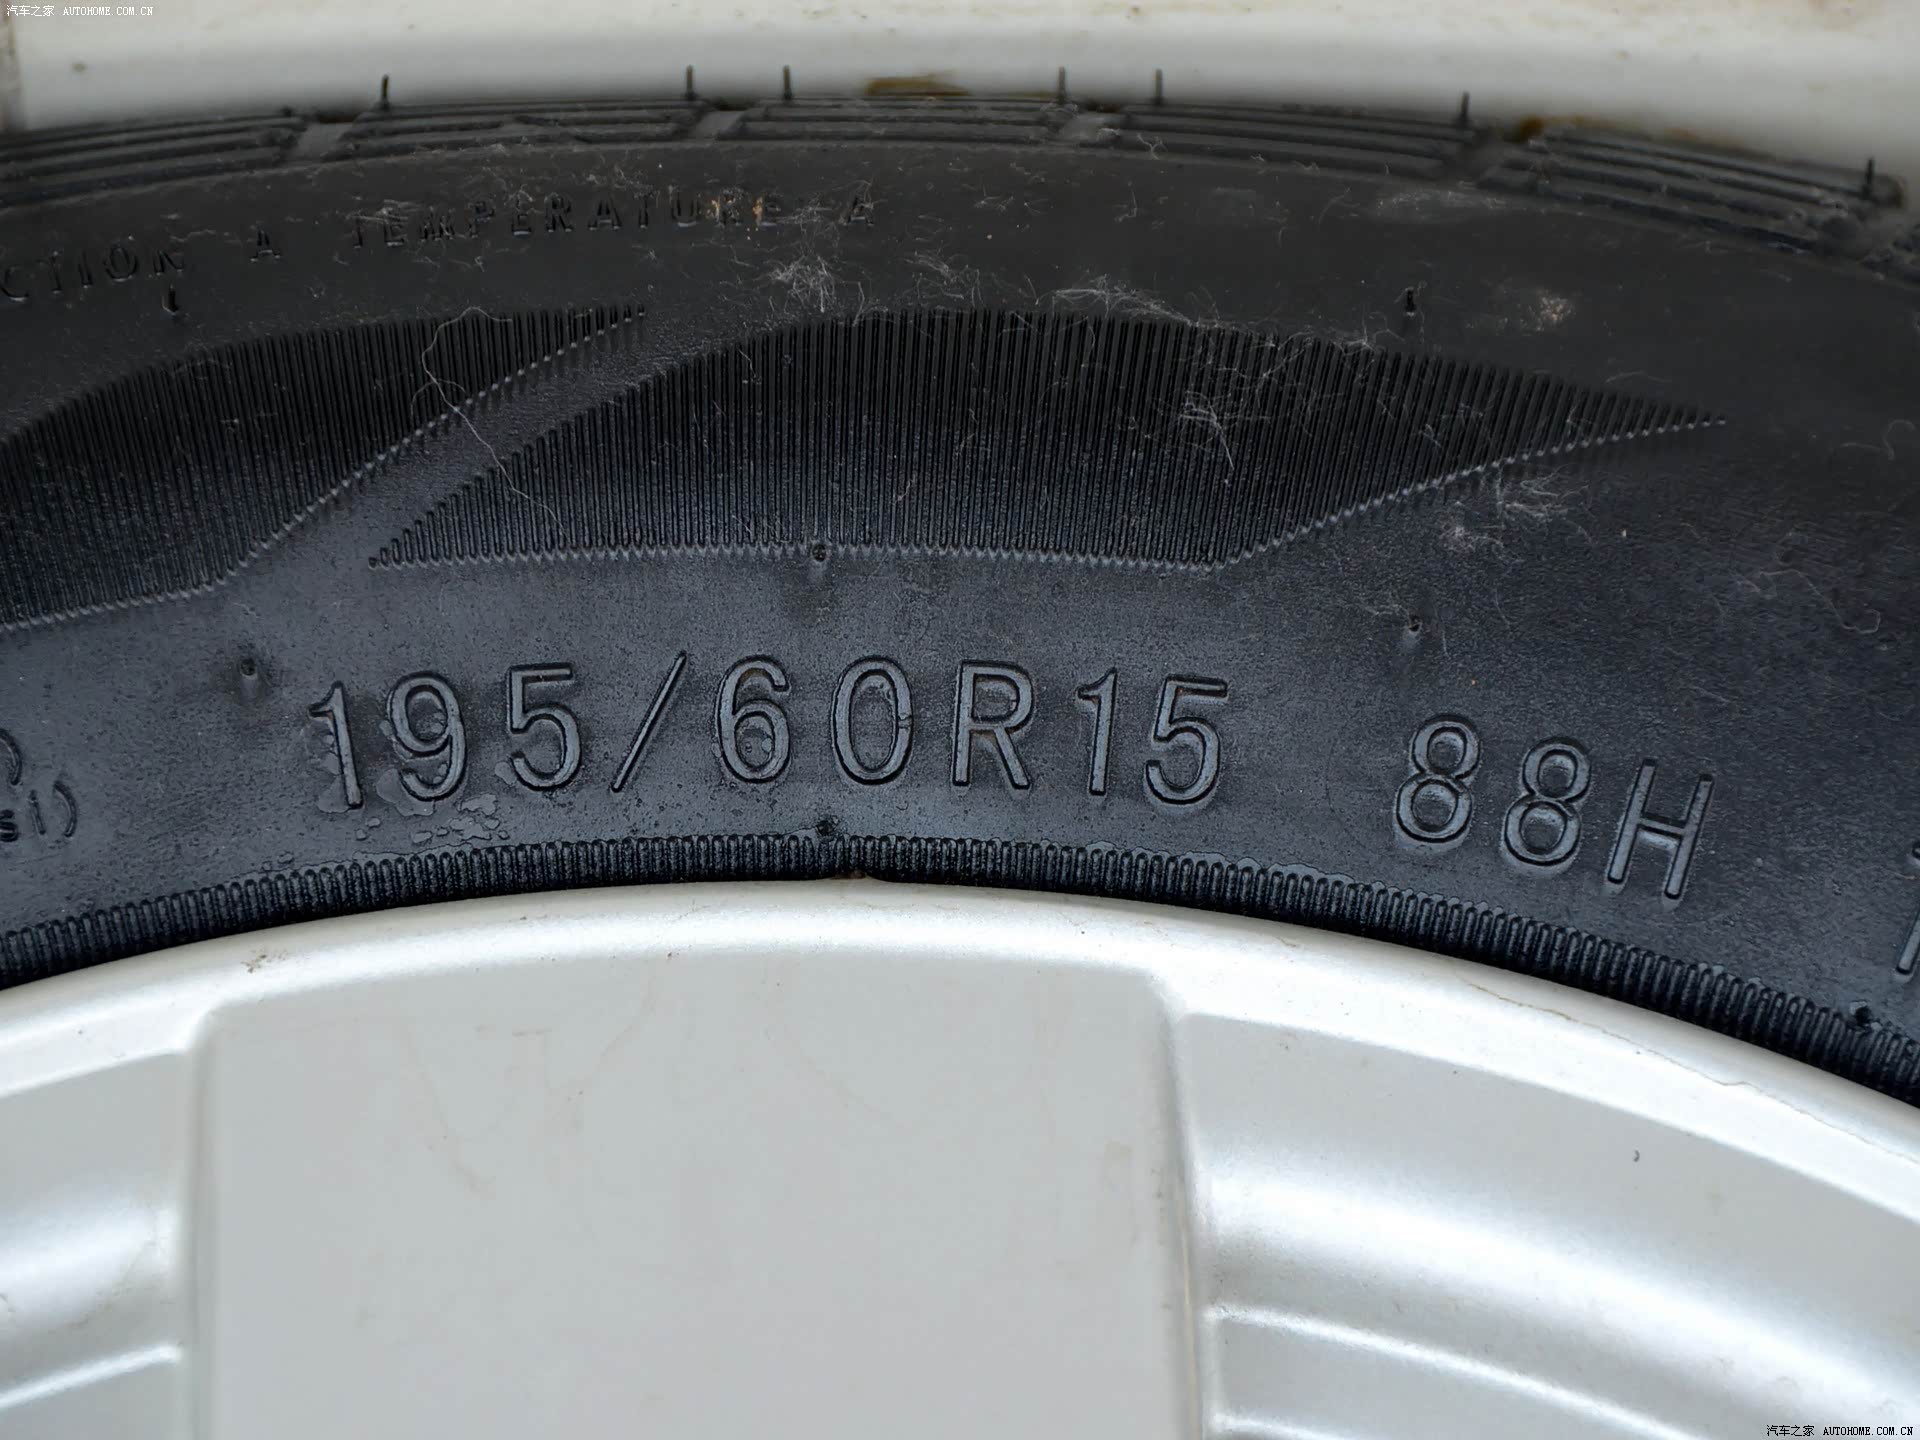 汽车之家 AUTOHOME.COM.CN
CTION A TEMPERATURE A
195/60R15 88H
汽车之家 AUTOHOME.COM.CN